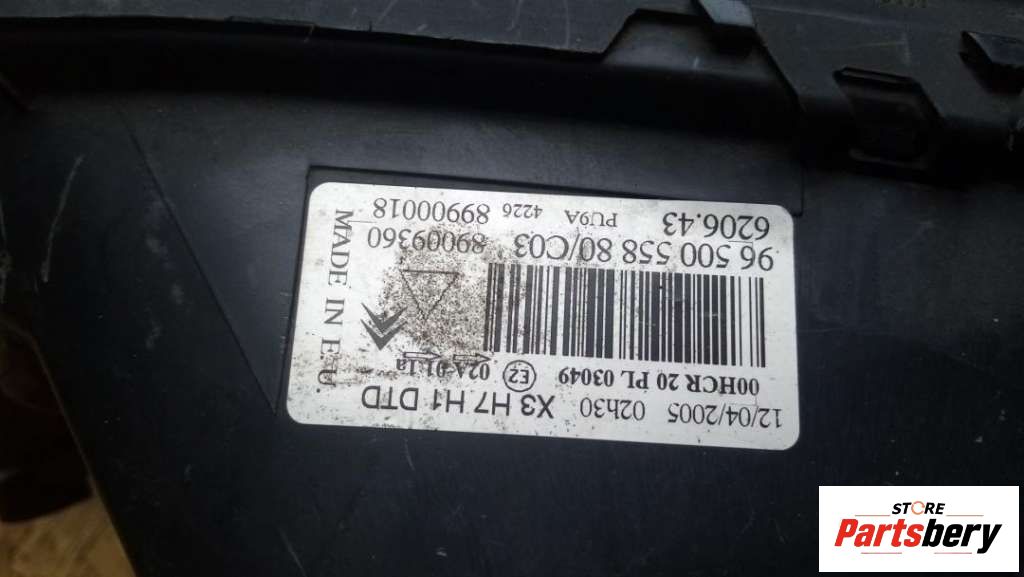 12/04/2005 02h30 X3 H7 H1 DTD
00HCR 20 PL 03049 E2 02A-01.1a
96 500 558 80/C03 89009360
6206.43 PU9A 4226 89900018
MADE IN E.U.
STORE
Partsbery